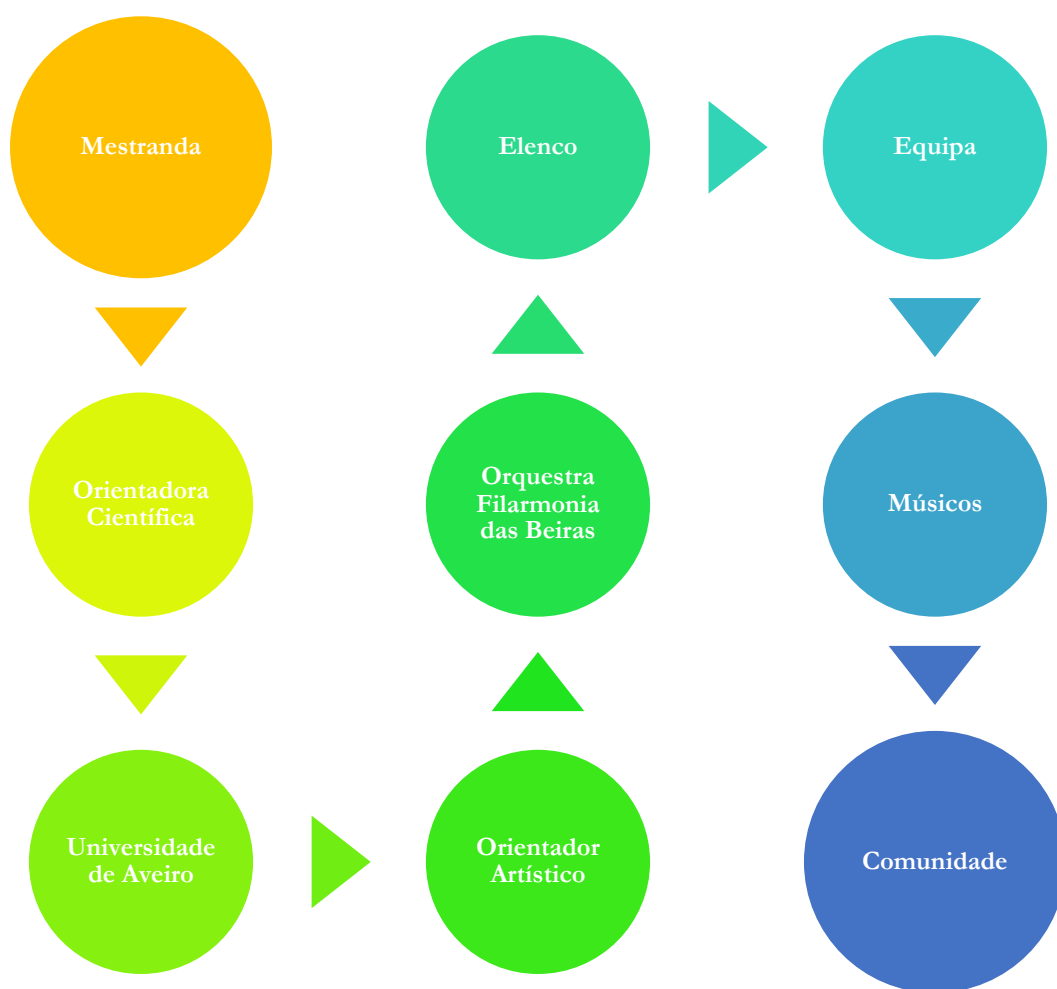 Mestranda
Orientadora
Científica
Universidade
de Aveiro
Orientador
Artístico
Orquestra
Filarmonia
das Beiras
Elenco
Equipa
Músicos
Comunidade